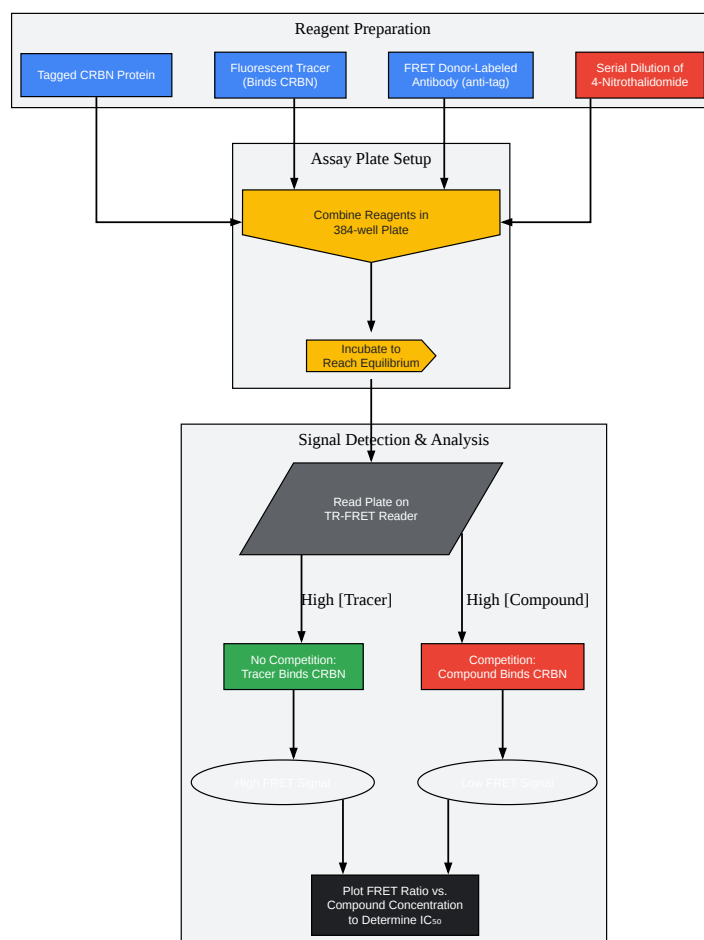 Reagent Preparation
Tagged CRBN Protein
Fluorescent Tracer
(Binds CRBN)
FRET Donor-Labeled
Antibody (anti-tag)
Serial Dilution of
4-Nitrothalidomide
Assay Plate Setup
Combine Reagents in
384-well Plate
Incubate to
Reach Equilibrium
Signal Detection & Analysis
Read Plate on
TR-FRET Reader
High [Tracer]
High [Compound]
No Competition:
Tracer Binds CRBN
Competition:
Compound Binds CRBN
High FRET Signal
Low FRET Signal
Plot FRET Ratio vs.
Compound Concentration
to Determine IC₅₀